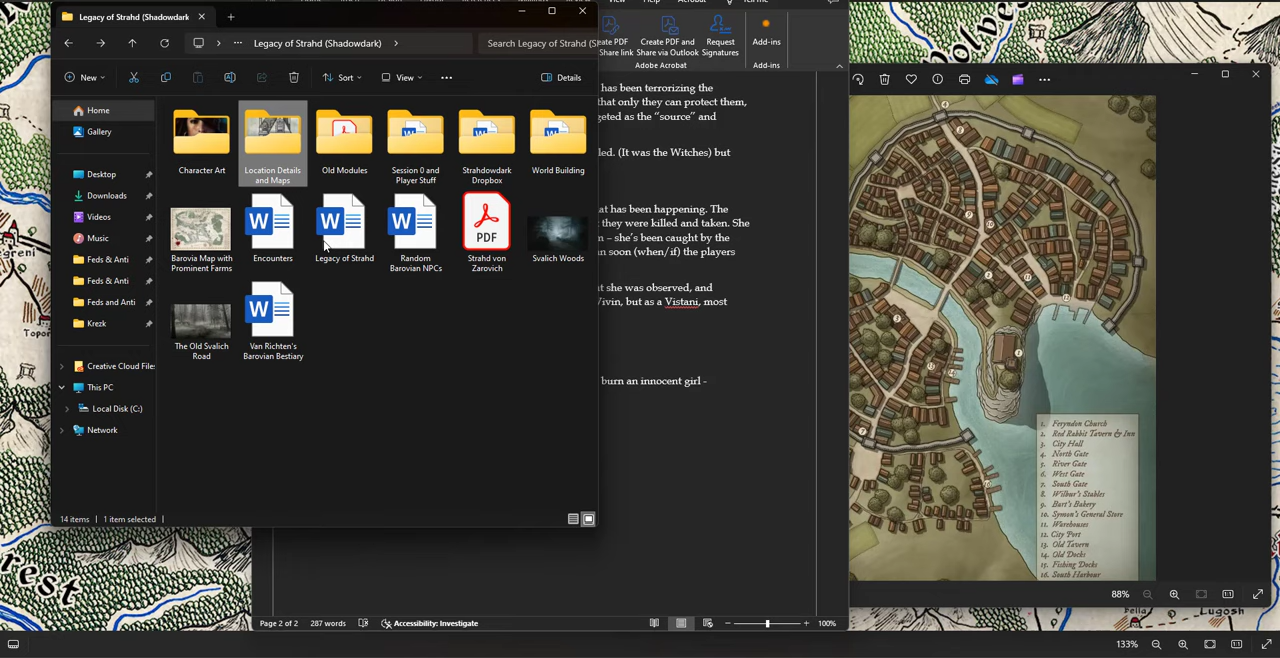 Legacy of Strahd (Shadowdark)
Legacy of Strahd (Shadowdark)
Search Legacy of Strahd (S
New
Sort
View
Details
Home
Gallery
Desktop
Downloads
Videos
Music
Feds & Anti
Feds & Anti
Feds and Anti
Krezk
Creative Cloud Files
This PC
Local Disk (C:)
Network
Character Art
Location Details
and Maps
Old Modules
Session 0 and
Player Stuff
Strahdowdark
Dropbox
World Building
Barovia Map with
Prominent Farms
Encounters
Legacy of Strahd
Random
Barovian NPCs
PDF
Strahd von
Zarovich
Svalich Woods
The Old Svalich
Road
Van Richten's
Barovian Bestiary
14 items
1 item selected
View
Help
Acrobat
Tell me
ate PDF
Share link
Create PDF and
Share via Outlook
Request
Signatures
Add-ins
Adobe Acrobat
Add-ins
has been terrorizing the
that only they can protect them,
geted as the "source" and
led. (It was the Witches) but
at has been happening. The
they were killed and taken. She
n – she's been caught by the
n soon (when/if) the players
t she was observed, and
Vivin, but as a Vistani, most
burn an innocent girl -
Page 2 of 2
287 words
Accessibility: Investigate
100%
1. Feryndon Church
2. Red Rabbit Tavern & Inn
3. City Hall
4. North Gate
5. River Gate
6. West Gate
7. South Gate
8. Wilbur's Stables
9. Bart's Bakery
10. Symon's General Store
11. Warehouses
12. City Port
13. Old Tavern
14. Old Docks
15. Fishing Docks
16. South Harbour
88%
133%
Lugosh